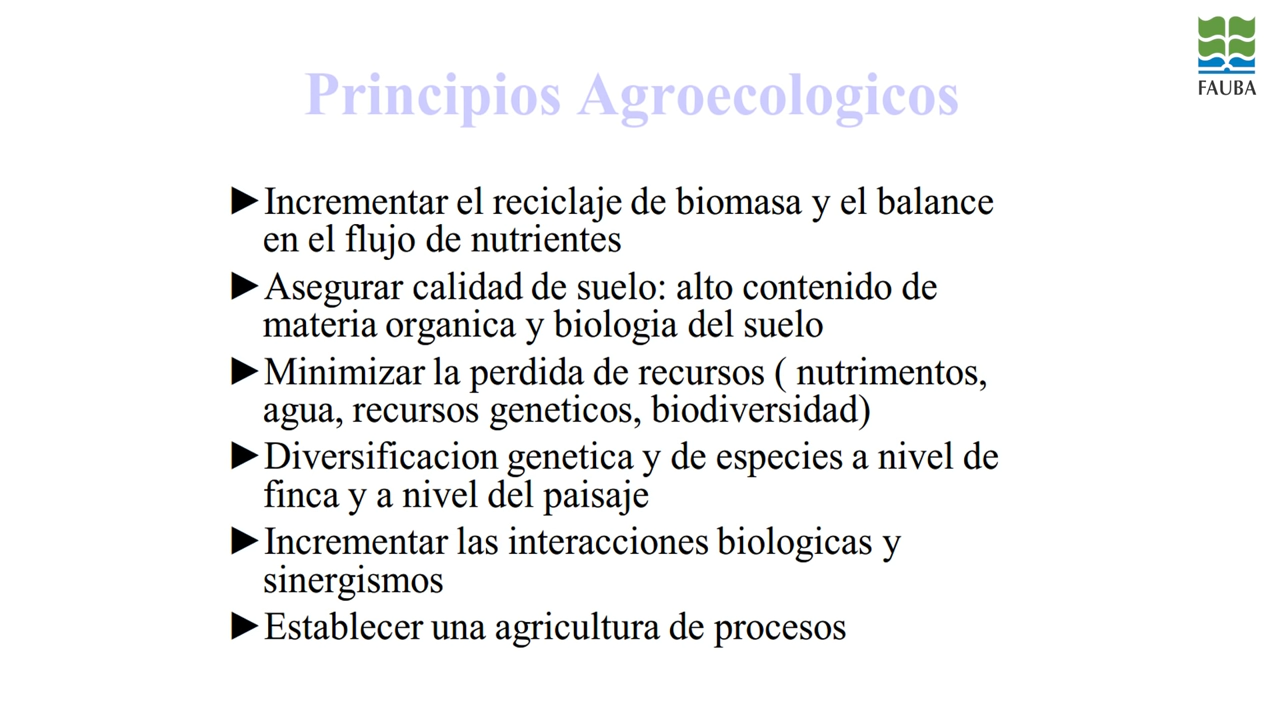 FAUBA
Principios Agroecologicos
►Incrementar el reciclaje de biomasa y el balance
en el flujo de nutrientes
►Asegurar calidad de suelo: alto contenido de
materia organica y biologia del suelo
►Minimizar la perdida de recursos ( nutrimentos,
agua, recursos geneticos, biodiversidad)
►Diversificacion genetica y de especies a nivel de
finca y a nivel del paisaje
►Incrementar las interacciones biologicas y
sinergismos
►Establecer una agricultura de procesos